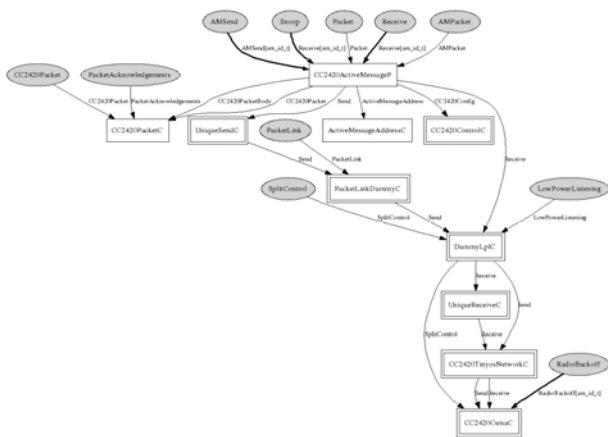 AMSend
Snoop
Packet
Receive
AMPacket
AMSend[am_id_t]
Receive[am_id_t]
Packet
Receive[am_id_t]
AMPacket
CC2420Packet
PacketAcknowledgements
CC2420ActiveMessageP
CC2420Packet
PacketAcknowledgements
CC2420PacketBody
CC2420Packet
Send
ActiveMessageAddress
CC2420Config
CC2420PacketC
UniqueSendC
PacketLink
ActiveMessageAddressC
CC2420ControlC
Send
PacketLink
Receive
SplitControl
PacketLinkDummyC
LowPowerListening
SplitControl
Send
LowPowerListening
DummyLplC
Receive
UniqueReceiveC
Send
SplitControl
Receive
CC2420TinyosNetworkC
RadioBackoff
Send
Receive
RadioBackoff[am_id_t]
CC2420CsmaC